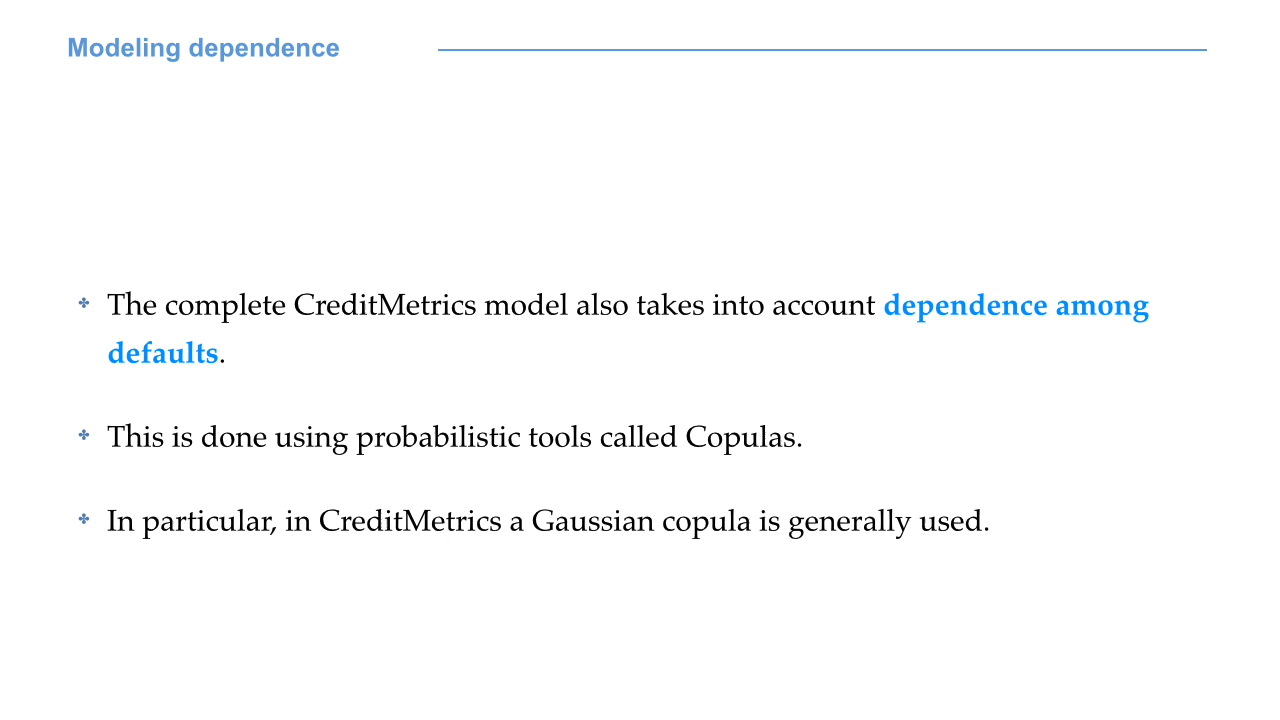 Modeling dependence
✤ The complete CreditMetrics model also takes into account dependence among
defaults.
✤ This is done using probabilistic tools called Copulas.
✤ In particular, in CreditMetrics a Gaussian copula is generally used.